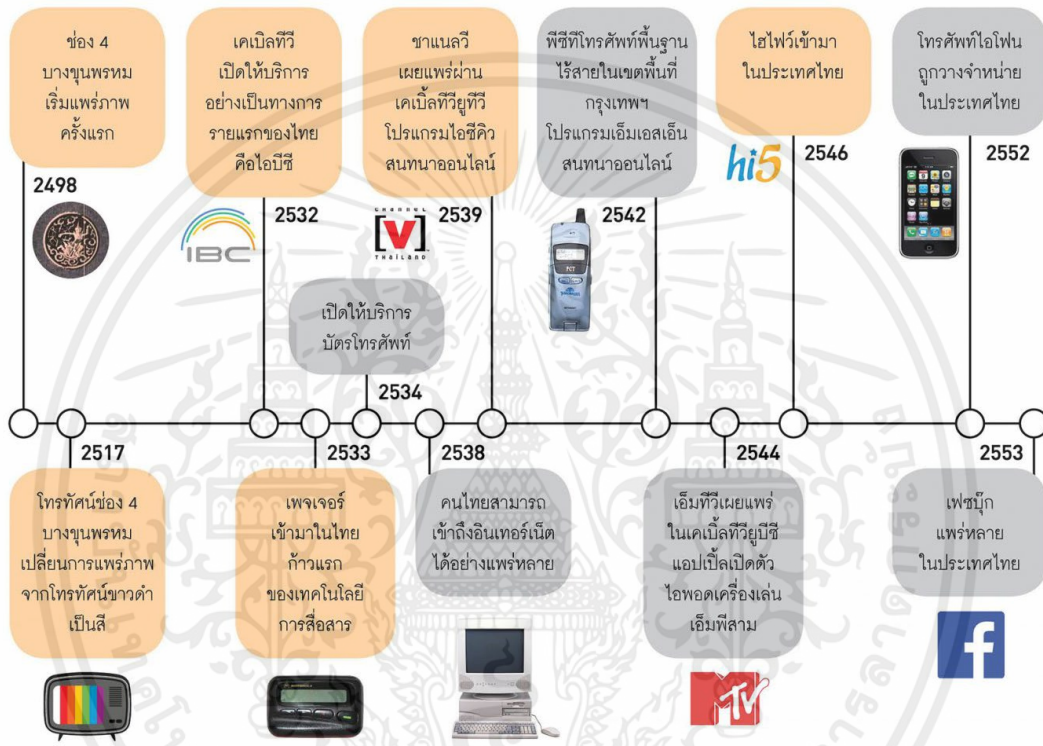 ช่อง 4
บางขุนพรหม
เริ่มแพร่ภาพ
ครั้งแรก
2498
เคเบิลทีวี
เปิดให้บริการ
อย่างเป็นทางการ
รายแรกของไทย
คือไอบีซี
2532
IBC
ชาแนลวี
เผยแพร่ผ่าน
เคเบิ้ลทีวียูทีวี
โปรแกรมไอซีคิว
สนทนาออนไลน์
2539
CHANNEL
[V]
THAILAND
พีซีทีโทรศัพท์พื้นฐาน
ไร้สายในเขตพื้นที่
กรุงเทพฯ
โปรแกรมเอ็มเอสเอ็น
สนทนาออนไลน์
2542
PCT
ไฮไฟว์เข้ามา
ในประเทศไทย
2546
hi5
โทรศัพท์ไอโฟน
ถูกวางจำหน่าย
ในประเทศไทย
2552
เปิดให้บริการ
บัตรโทรศัพท์
2534
2517
โทรทัศน์ช่อง 4
บางขุนพรหม
เปลี่ยนการแพร่ภาพ
จากโทรทัศน์ขาวดำ
เป็นสี
2533
เพจเจอร์
เข้ามาในไทย
ก้าวแรก
ของเทคโนโลยี
การสื่อสาร
2538
คนไทยสามารถ
เข้าถึงอินเทอร์เน็ต
ได้อย่างแพร่หลาย
2544
เอ็มทีวีเผยแพร่
ในเคเบิ้ลทีวียูบีซี
แอปเปิ้ลเปิดตัว
ไอพอดเครื่องเล่น
เอ็มพีสาม
MTV
2553
เฟซบุ๊ก
แพร่หลาย
ในประเทศไทย
f